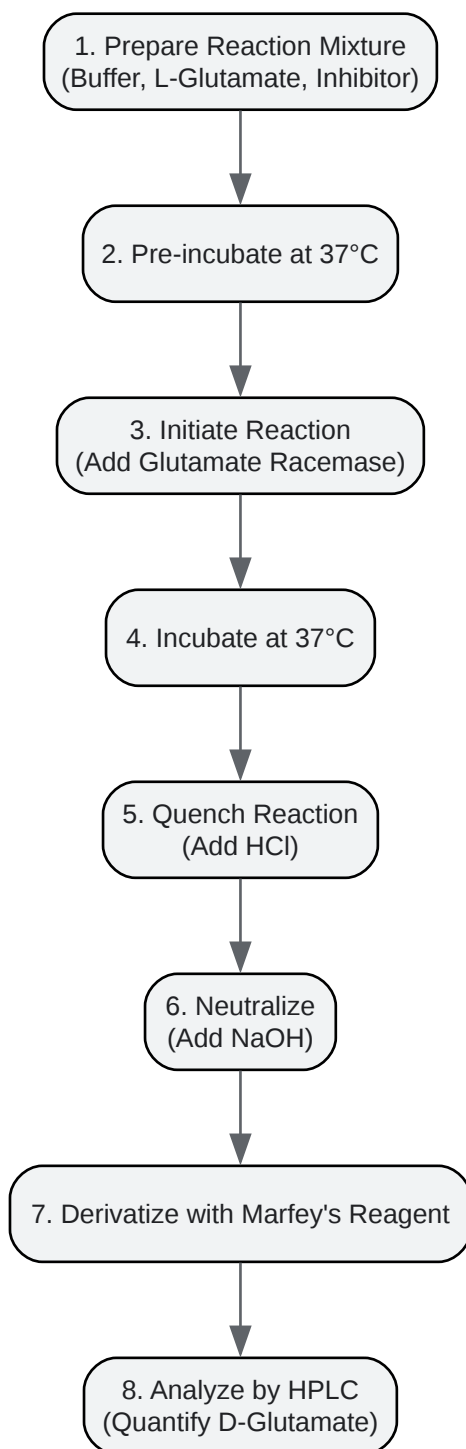 1. Prepare Reaction Mixture
(Buffer, L-Glutamate, Inhibitor)
2. Pre-incubate at 37°C
3. Initiate Reaction
(Add Glutamate Racemase)
4. Incubate at 37°C
5. Quench Reaction
(Add HCl)
6. Neutralize
(Add NaOH)
7. Derivatize with Marfey's Reagent
8. Analyze by HPLC
(Quantify D-Glutamate)